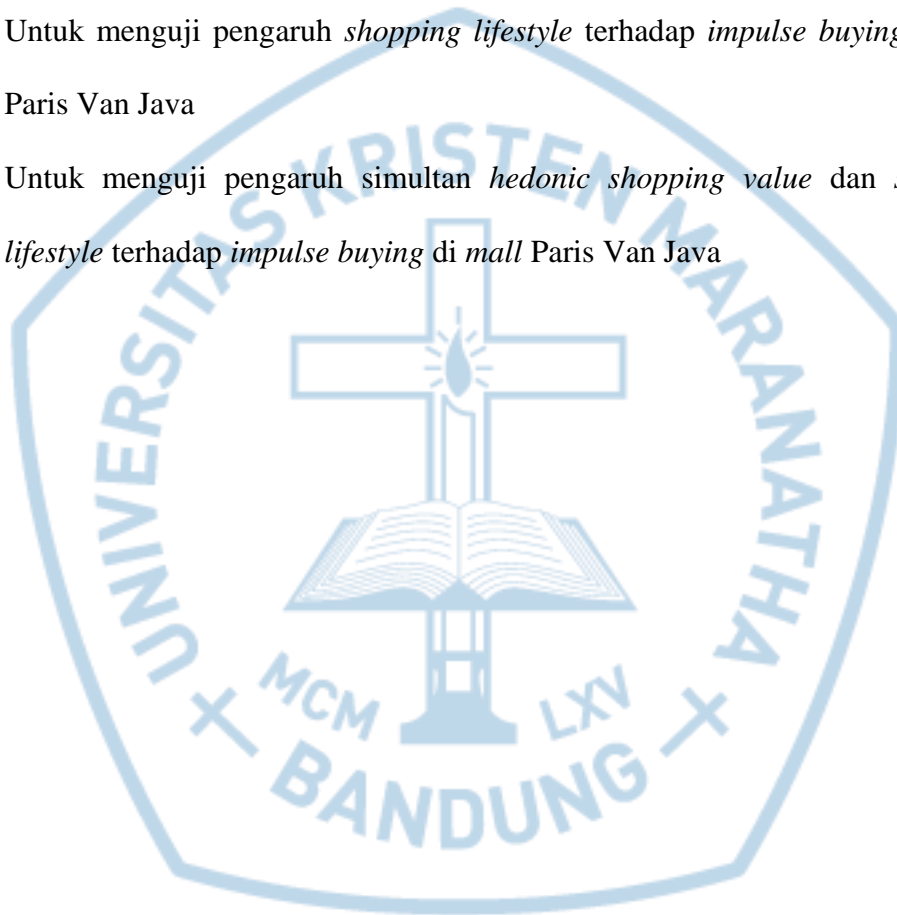 Untuk menguji pengaruh shopping lifestyle terhadap impulse buying
Paris Van Java
Untuk menguji pengaruh simultan hedonic shopping value dan
lifestyle terhadap impulse buying di mall Paris Van Java
UNIVERSITAS KRISTEN MARANATHA
MCM LXV
BANDUNG